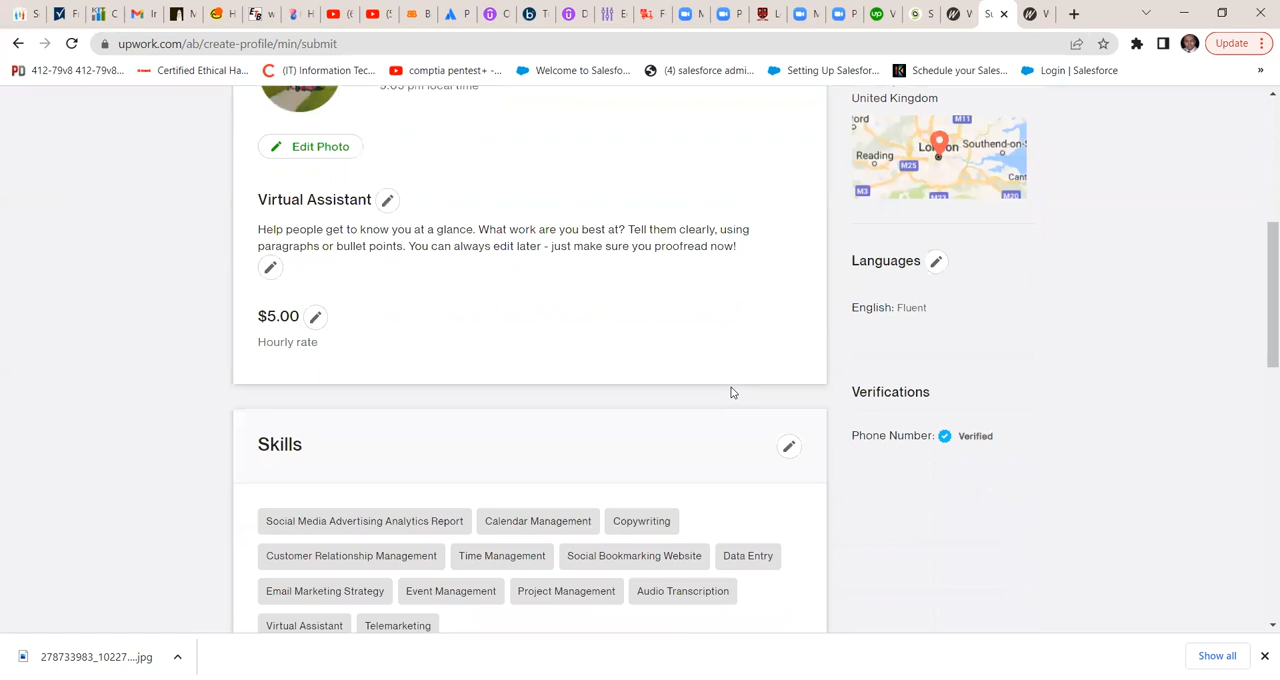 Update
upwork.com/ab/create-profile/min/submit
412-79v8 412-79v8...
Certified Ethical Ha...
(IT) Information Tec...
comptia pentest+ -...
Welcome to Salesfo...
(4) salesforce admi...
Setting Up Salesfor...
Schedule your Sales...
Login | Salesforce
»
United Kingdom
M11
London
Southend-on-
Reading
M25
Cant
M3
M20
Edit Photo
Virtual Assistant
Help people get to know you at a glance. What work are you best at? Tell them clearly, using
paragraphs or bullet points. You can always edit later - just make sure you proofread now!
Languages
English: Fluent
$5.00
Hourly rate
Verifications
Phone Number: Verified
Skills
Social Media Advertising Analytics Report Calendar Management Copywriting
Customer Relationship Management Time Management Social Bookmarking Website Data Entry
Email Marketing Strategy Event Management Project Management Audio Transcription
Virtual Assistant Telemarketing
278733983_10227....jpg
Show all